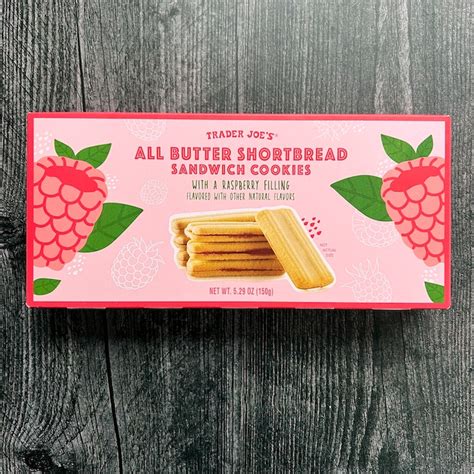 TRADER JOE'S®
ALL BUTTER SHORTBREAD
SANDWICH COOKIES
WITH A RASPBERRY FILLING
FLAVORED WITH OTHER NATURAL FLAVORS
NET WT. 5.29 OZ (150g)